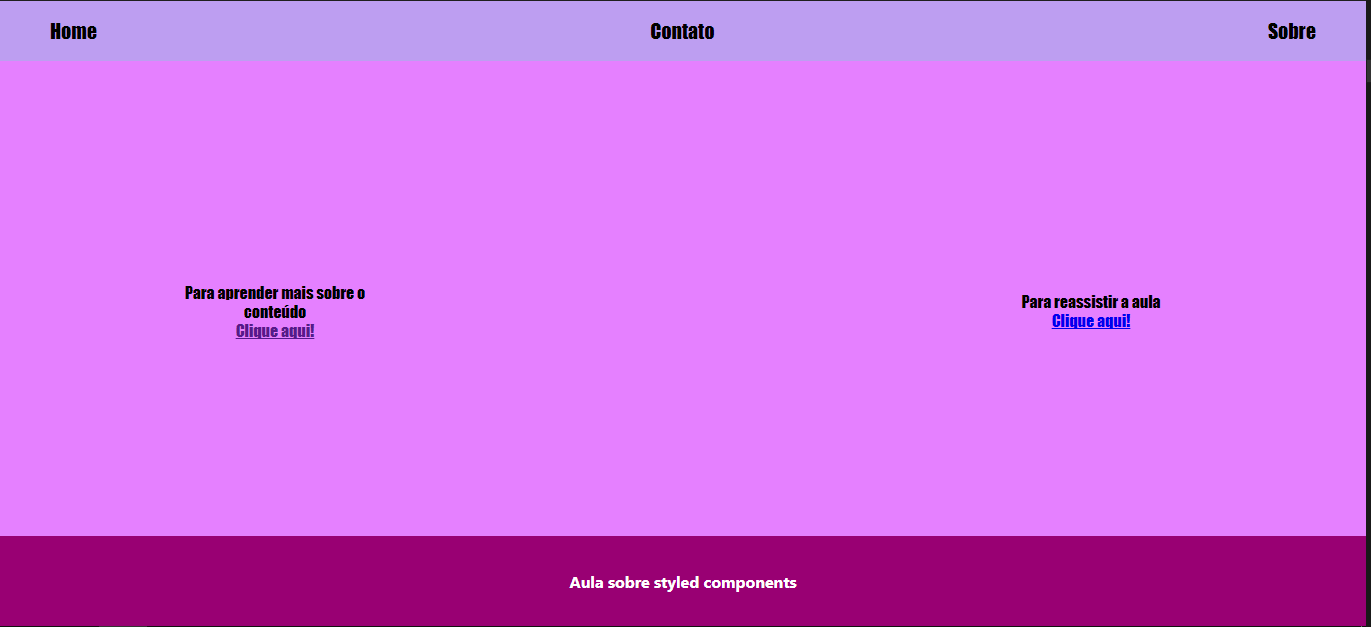 Home
Contato
Sobre
Para aprender mais sobre o
conteúdo
Clique aqui!
Para reassistir a aula
Clique aqui!
Aula sobre styled components